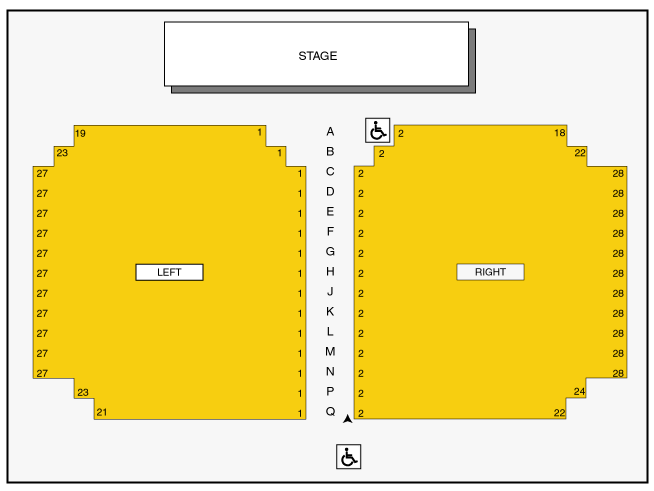 STAGE
19 1 A 2 18
23 1 B 2 22
27 1 C 2 28
27 1 D 2 28
27 1 E 2 28
27 1 F 2 28
27 1 G 2 28
27 LEFT 1 H 2 RIGHT 28
27 1 J 2 28
27 1 K 2 28
27 1 L 2 28
27 1 M 2 28
27 1 N 2 28
23 1 P 2 24
21 1 Q 2 22